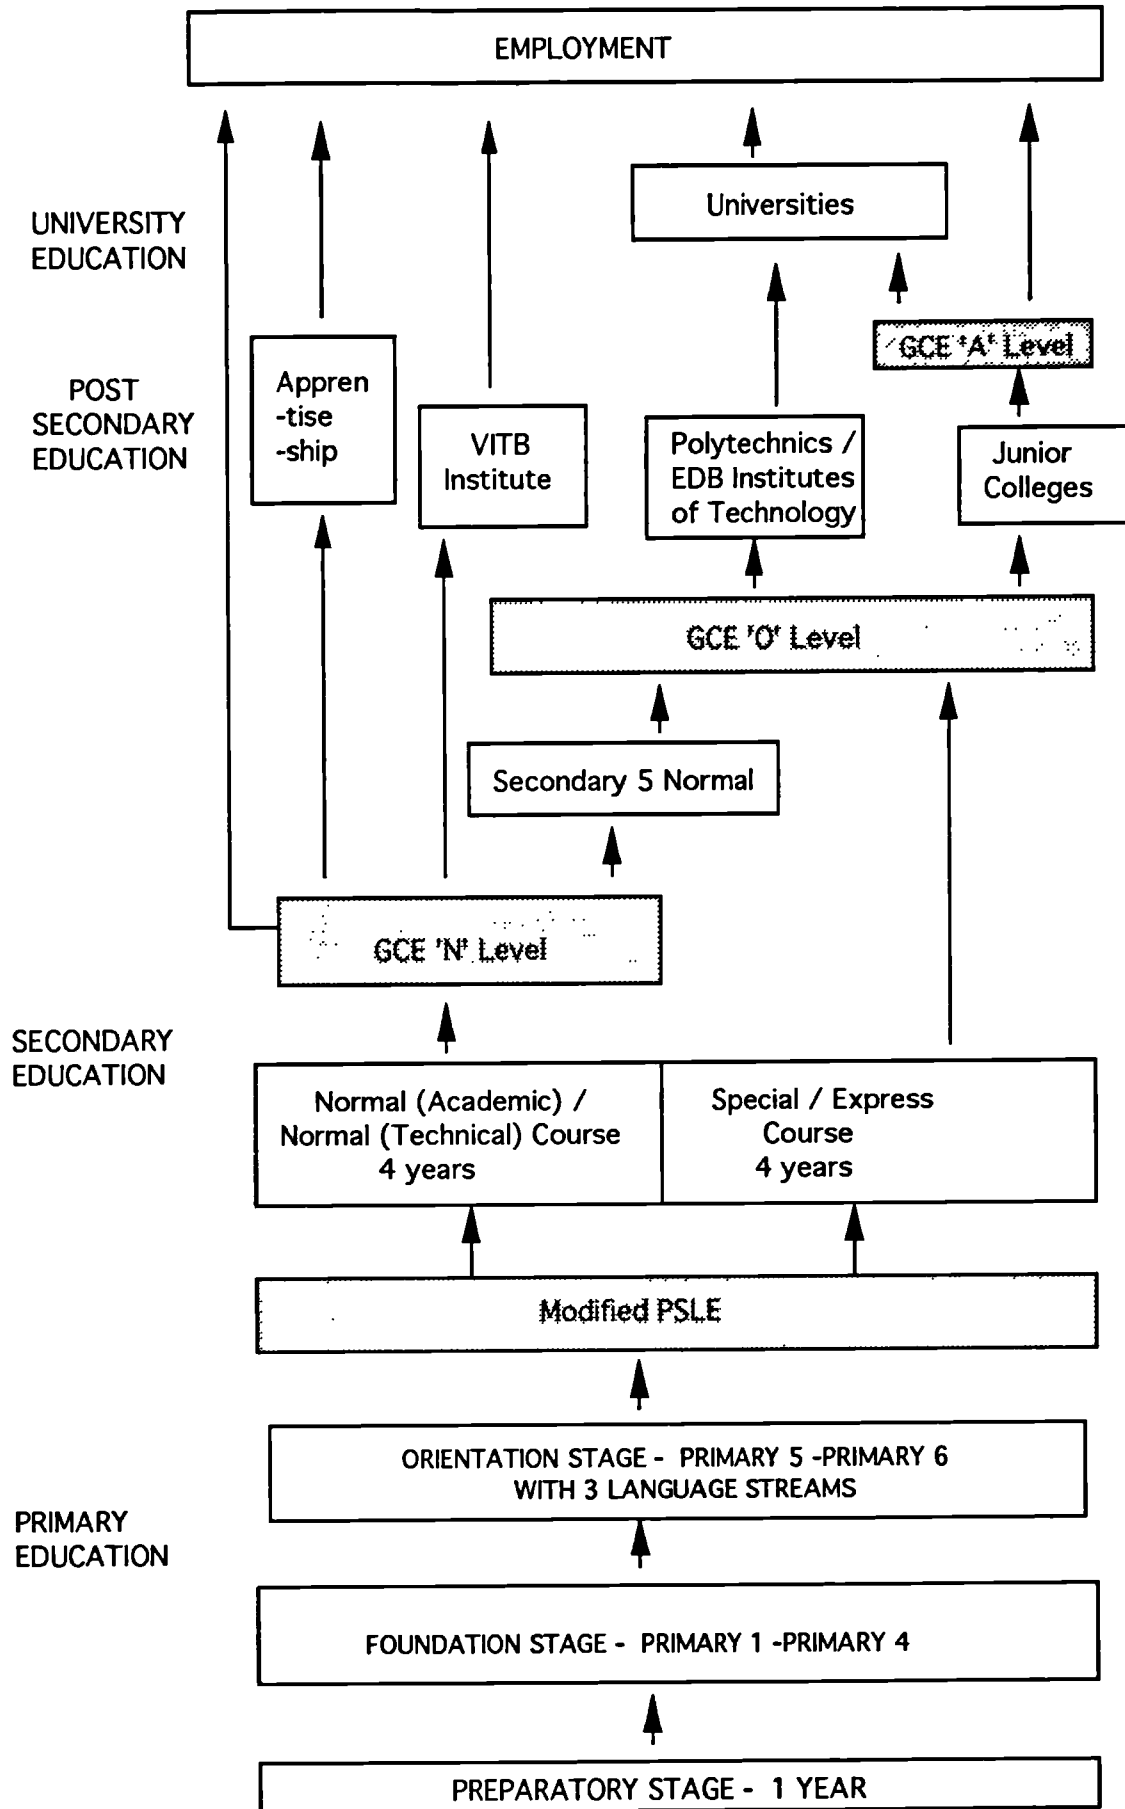 EMPLOYMENT
Universities
UNIVERSITY
EDUCATION
GCE 'A' Level
POST
SECONDARY
EDUCATION
Appren
-tise
-ship
VITB
Institute
Polytechnics /
EDB Institutes
of Technology
Junior
Colleges
GCE 'O' Level
Secondary 5 Normal
GCE 'N' Level
SECONDARY
EDUCATION
Normal (Academic) /
Normal (Technical) Course
4 years
Special / Express
Course
4 years
Modified PSLE
ORIENTATION STAGE - PRIMARY 5 -PRIMARY 6
WITH 3 LANGUAGE STREAMS
PRIMARY
EDUCATION
FOUNDATION STAGE - PRIMARY 1 -PRIMARY 4
PREPARATORY STAGE - 1 YEAR